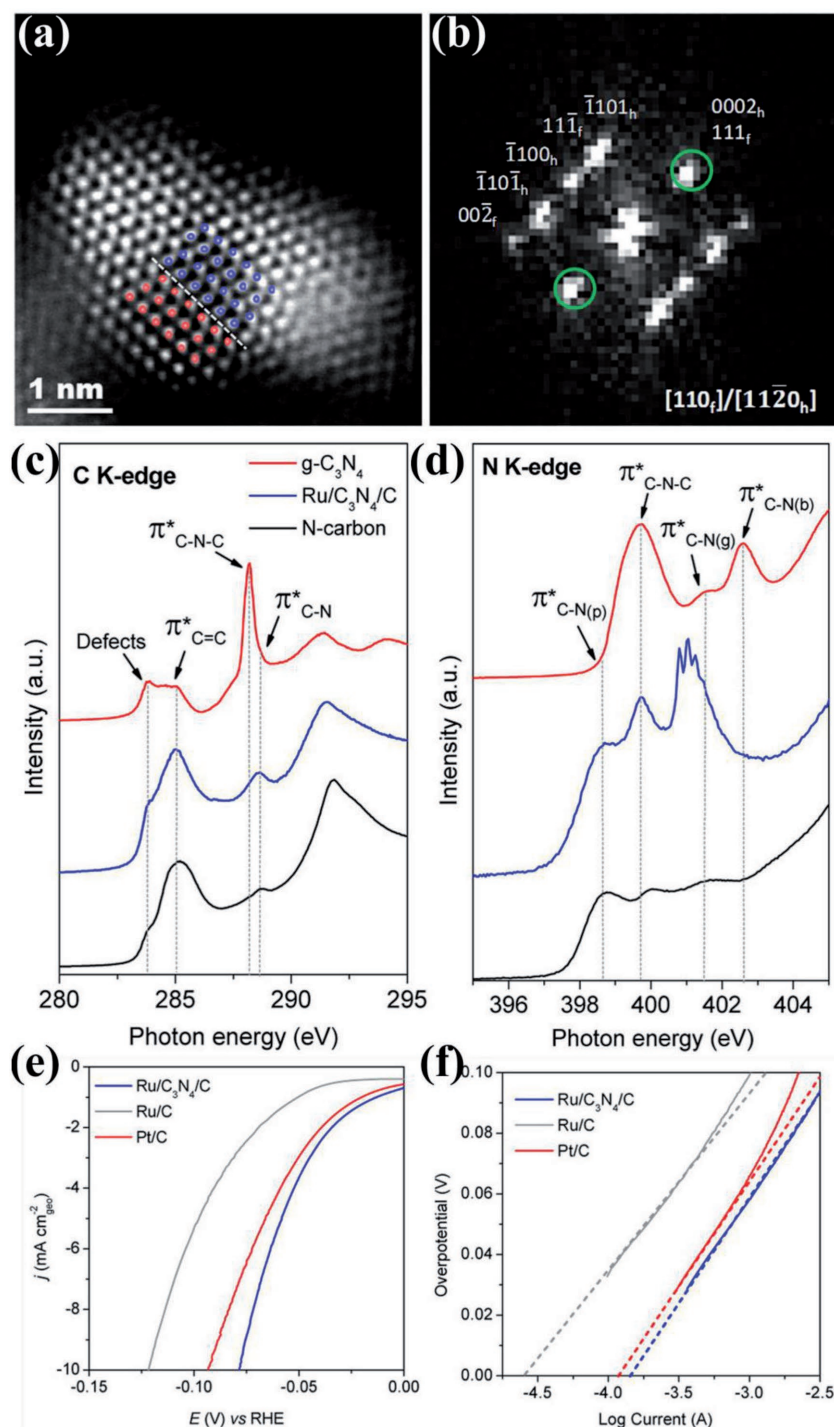 (a)
1 nm
(b)
1̄101ₕ
111̄f
1̄100ₕ
1̄101̄ₕ
002̄f
0002ₕ
111f
[110f]/[112̄0ₕ]
(c)
C K-edge
g-C₃N₄
Ru/C₃N₄/C
N-carbon
π* C-N-C
π* C-N
π* C=C
Defects
Intensity (a.u.)
280 285 290 295
Photon energy (eV)
(d)
N K-edge
π* C-N-C
π* C-N(b)
π* C-N(g)
π* C-N(p)
Intensity (a.u.)
396 398 400 402 404
Photon energy (eV)
(e)
Ru/C₃N₄/C
Ru/C
Pt/C
j (mA cm⁻²geo)
0
-2
-4
-6
-8
-10
-0.15 -0.10 -0.05 0.00
E (V) vs RHE
(f)
Ru/C₃N₄/C
Ru/C
Pt/C
Overpotential (V)
0.10
0.08
0.06
0.04
0.02
0.00
-4.5 -4.0 -3.5 -3.0 -2.5
Log Current (A)